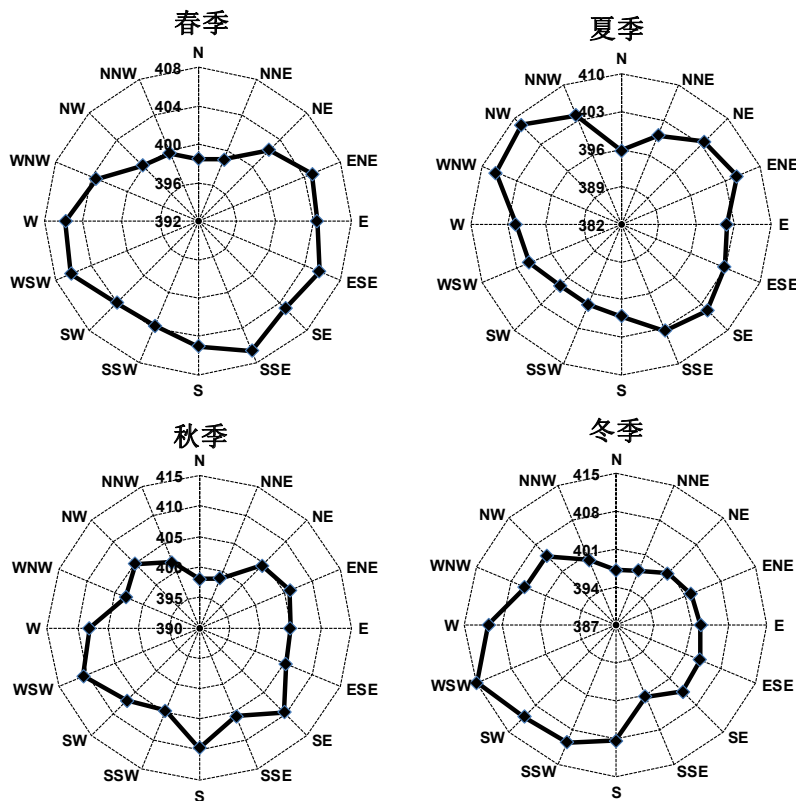 春季
N
NNE
NE
ENE
E
ESE
SE
SSE
S
SSW
SW
WSW
W
WNW
NW
NNW
408
404
400
396
392
夏季
N
NNE
NE
ENE
E
ESE
SE
SSE
S
SSW
SW
WSW
W
WNW
NW
NNW
410
403
396
389
382
秋季
N
NNE
NE
ENE
E
ESE
SE
SSE
S
SSW
SW
WSW
W
WNW
NW
NNW
415
410
405
400
395
390
冬季
N
NNE
NE
ENE
E
ESE
SE
SSE
S
SSW
SW
WSW
W
WNW
NW
NNW
415
408
401
394
387